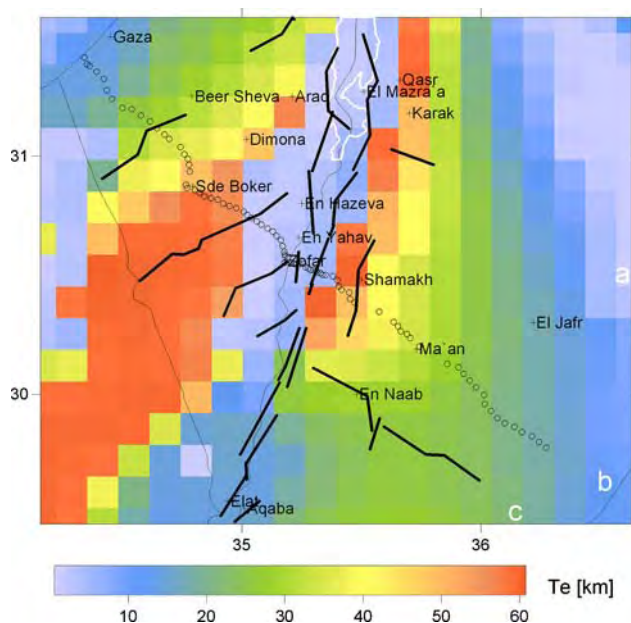 Gaza
Qasr
Beer Sheva
Arad
El Mazra`a
Karak
31
Dimona
Sde Boker
En Hazeva
En Yahav
Zofar
Shamakh
a
El Jafr
Ma`an
30
En Naab
b
Elat
Aqaba
c
35
36
10
20
30
40
50
60
Te [km]